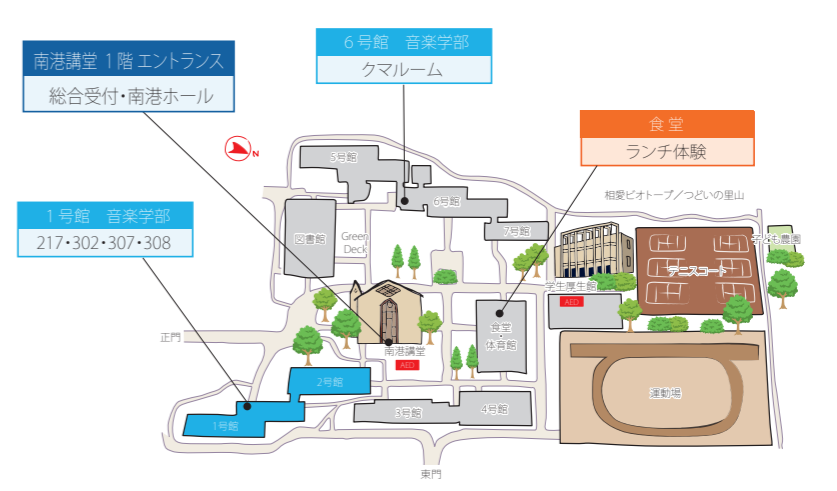 6号館 音楽学部
クマルーム
南港講堂 1階 エントランス
総合受付・南港ホール
食堂
ランチ体験
N
5号館
相愛ビオトープ／つどいの里山
6号館
1号館 音楽学部
217・302・307・308
図書館
Green
Deck
7号館
子ども農園
テニスコート
学生厚生館
AED
食堂
・
体育館
正門
南港講堂
AED
2号館
運動場
3号館
4号館
1号館
東門